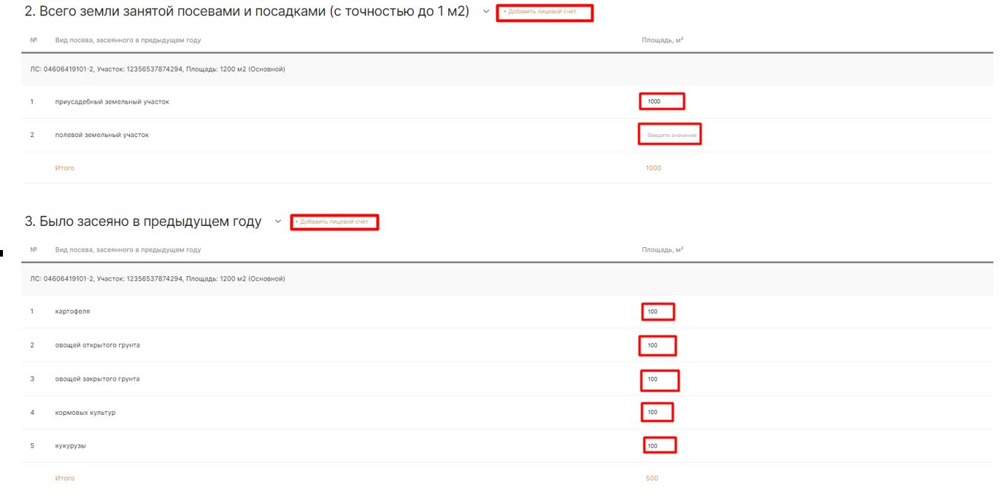 2. Всего земли занятой посевами и посадками (с точностью до 1 м2) + Добавить лицевой счет
№ Вид посева, засеянного в предыдущем году Площадь, м²
ЛС: 04606419101-2, Участок: 12356537874294, Площадь: 1200 м2 (Основной)
1 приусадебный земельный участок 1000
2 полевой земельный участок Введите значение
Итого 1000
3. Было засеяно в предыдущем году + Добавить лицевой счет
№ Вид посева, засеянного в предыдущем году Площадь, м²
ЛС: 04606419101-2, Участок: 12356537874294, Площадь: 1200 м2 (Основной)
1 картофеля 100
2 овощей открытого грунта 100
3 овощей закрытого грунта 100
4 кормовых культур 100
5 кукурузы 100
Итого 500